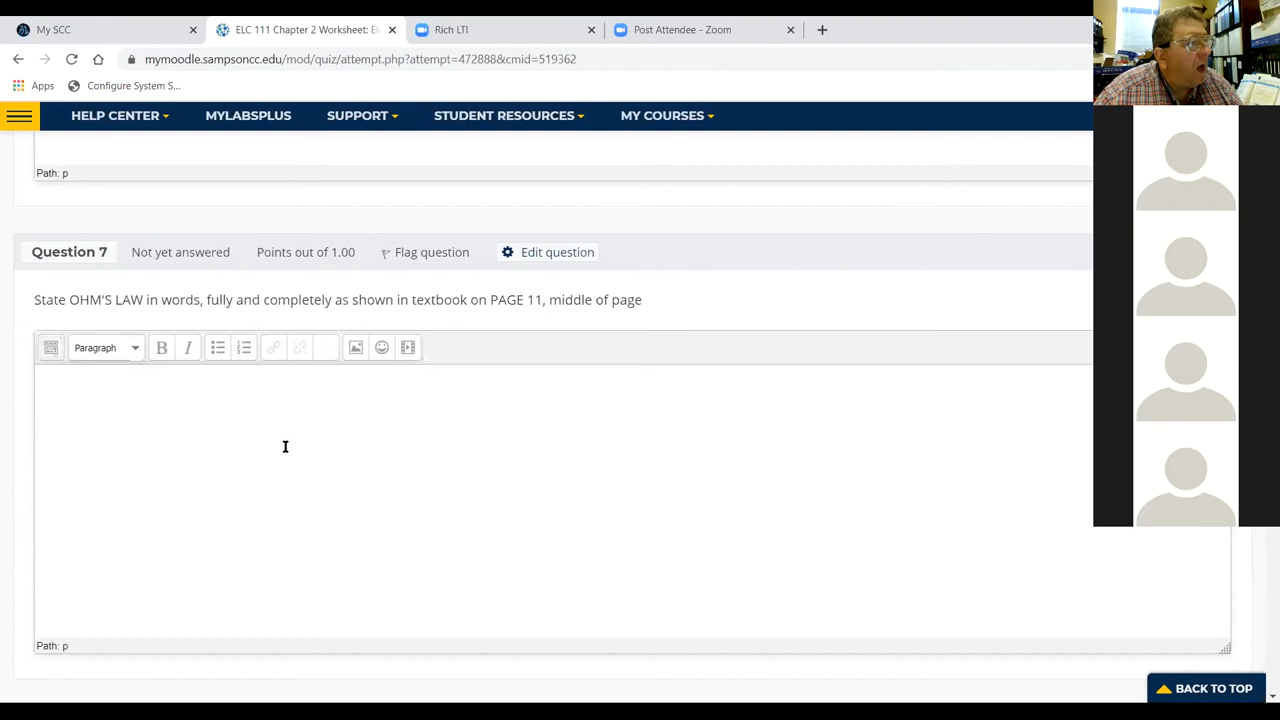 My SCC
ELC 111 Chapter 2 Worksheet: El
Rich LTI
Post Attendee - Zoom
mymoodle.sampsoncc.edu/mod/quiz/attempt.php?attempt=472888&cmid=519362
Apps Configure System S...
HELP CENTER MYLABSPLUS SUPPORT STUDENT RESOURCES MY COURSES
Path: p
Question 7 Not yet answered Points out of 1.00 Flag question Edit question
State OHM'S LAW in words, fully and completely as shown in textbook on PAGE 11, middle of page
Paragraph B I
Path: p
BACK TO TOP